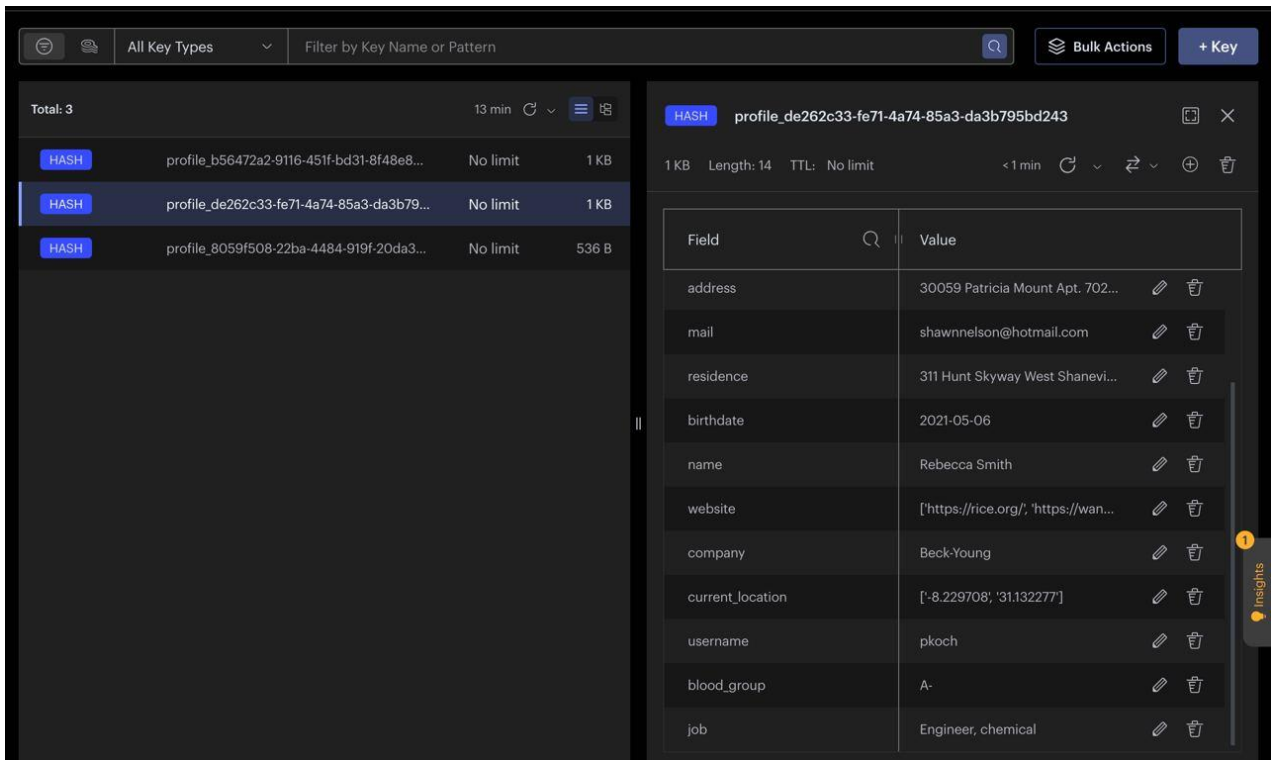 All Key Types
Filter by Key Name or Pattern
Bulk Actions
+ Key
Total: 3
13 min
HASH profile_b56472a2-9116-451f-bd31-8f48e8... No limit 1 KB
HASH profile_de262c33-fe71-4a74-85a3-da3b79... No limit 1 KB
HASH profile_8059f508-22ba-4484-919f-20da3... No limit 536 B
HASH profile_de262c33-fe71-4a74-85a3-da3b795bd243
1 KB Length: 14 TTL: No limit <1 min
Field Value
address 30059 Patricia Mount Apt. 702...
mail shawnnelson@hotmail.com
residence 311 Hunt Skyway West Shanevi...
birthdate 2021-05-06
name Rebecca Smith
website ['https://rice.org/', 'https://wan...
company Beck-Young
current_location ['-8.229708', '31.132277']
username pkoch
blood_group A-
job Engineer, chemical
1
Insights